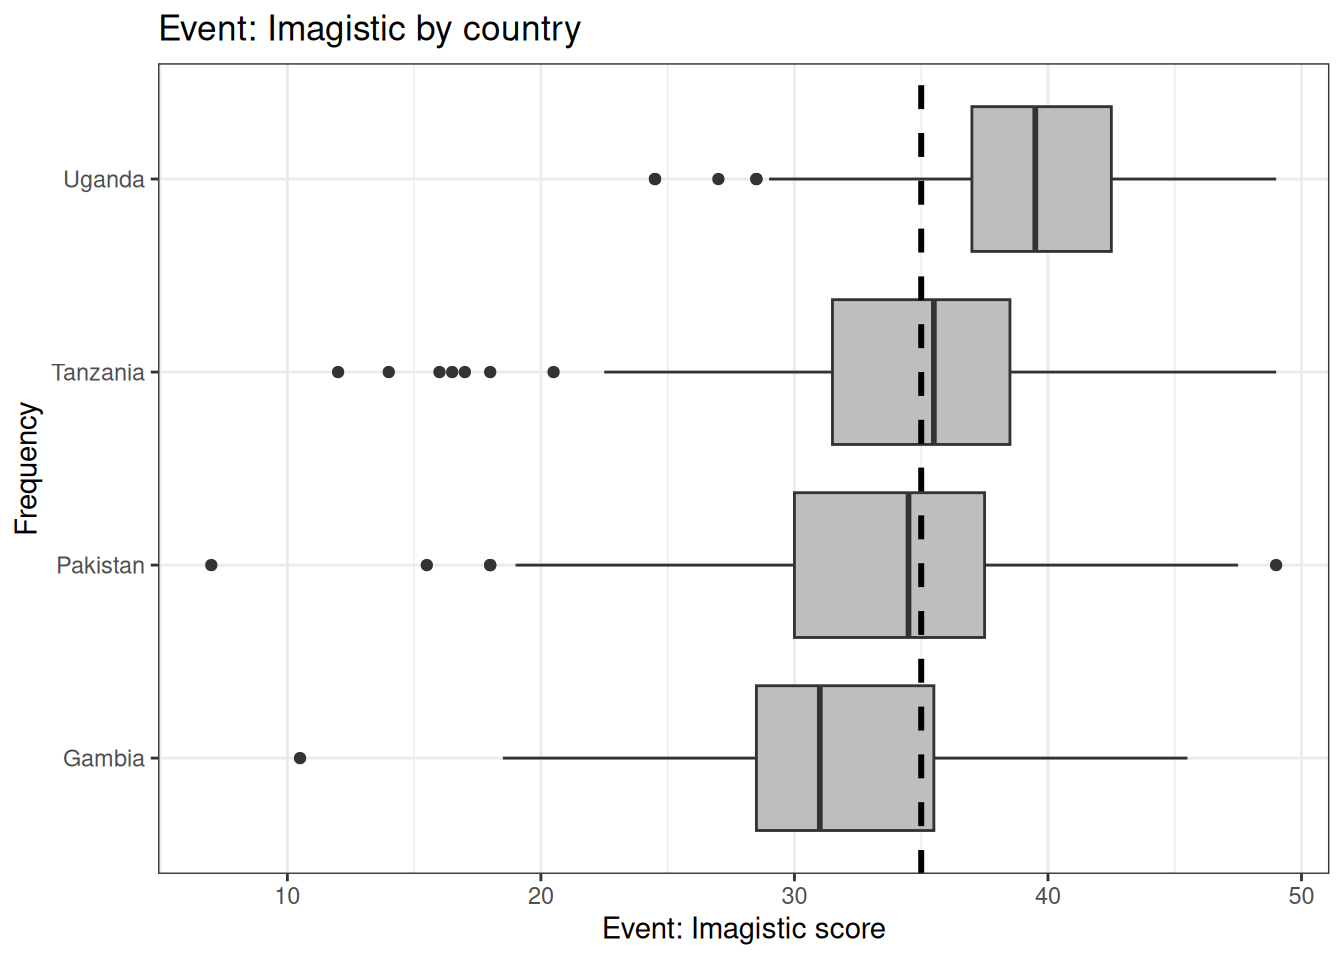 Event: Imagistic by country
Frequency
Uganda
Tanzania
Pakistan
Gambia
10 20 30 40 50
Event: Imagistic score